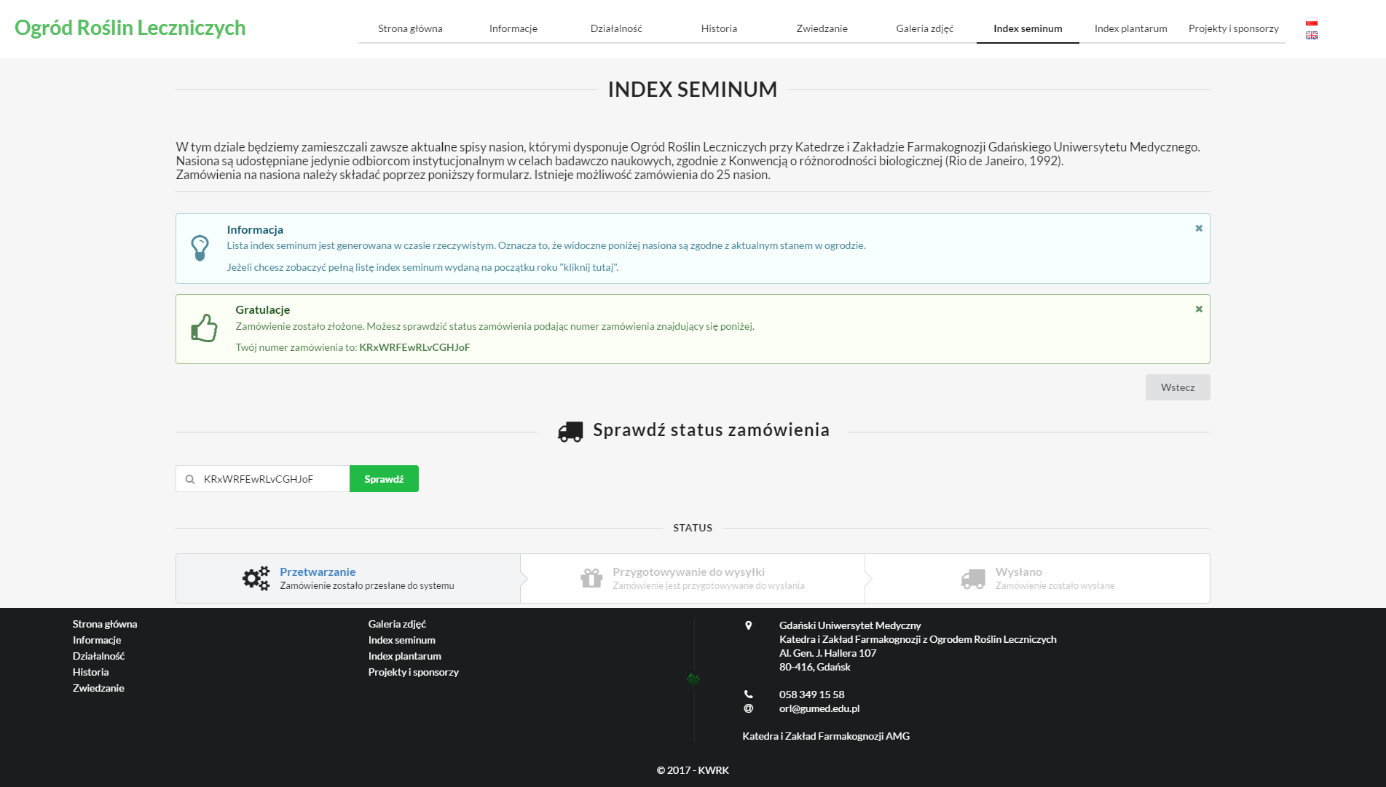 Ogród Roślin Leczniczych
Strona główna
Informacje
Działalność
Historia
Zwiedzanie
Galeria zdjęć
Index seminum
Index plantarum
Projekty i sponsorzy
INDEX SEMINUM
W tym dziale będziemy zamieszczali zawsze aktualne spisy nasion, którymi dysponuje Ogród Roślin Leczniczych przy Katedrze i Zakładzie Farmakognozji Gdańskiego Uniwersytetu Medycznego.
Nasiona są udostępniane jedynie odbiorcom instytucjonalnym w celach badawczo naukowych, zgodnie z Konwencją o różnorodności biologicznej (Rio de Janeiro, 1992).
Zamówienia na nasiona należy składać poprzez poniższy formularz. Istnieje możliwość zamówienia do 25 nasion.
Informacja
Lista index seminum jest generowana w czasie rzeczywistym. Oznacza to, że widoczne poniżej nasiona są zgodne z aktualnym stanem w ogrodzie.
Jeżeli chcesz zobaczyć pełną listę index seminum wydaną na początku roku "kliknij tutaj".
Gratulacje
Zamówienie zostało złożone. Możesz sprawdzić status zamówienia podając numer zamówienia znajdujący się poniżej.
Twój numer zamówienia to: KRxWRFEwRLvCGHJoF
Wstecz
Sprawdź status zamówienia
KRxWRFEwRLvCGHJoF
Sprawdź
STATUS
Przetwarzanie
Zamówienie zostało przesłane do systemu
Przygotowywanie do wysyłki
Zamówienie jest przygotowywane do wysłania
Wysłano
Zamówienie zostało wysłane
Strona główna
Informacje
Działalność
Historia
Zwiedzanie
Galeria zdjęć
Index seminum
Index plantarum
Projekty i sponsorzy
Gdański Uniwersytet Medyczny
Katedra i Zakład Farmakognozji z Ogrodem Roślin Leczniczych
Al. Gen. J. Hallera 107
80-416, Gdańsk
058 349 15 58
orl@gumed.edu.pl
Katedra i Zakład Farmakognozji AMG
© 2017 - KWRK